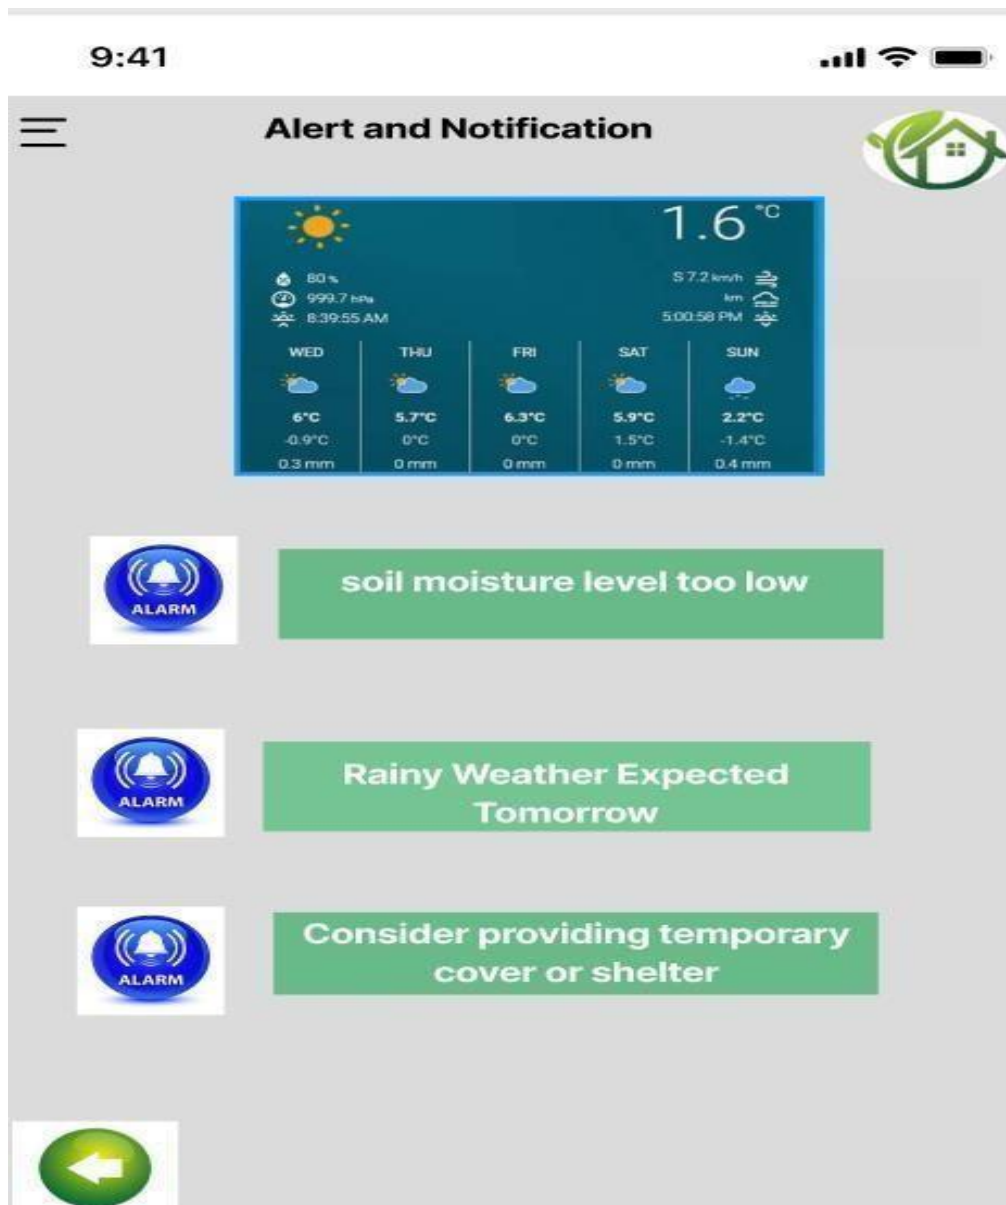 9:41
Alert and Notification
1.6 °C
80 %
S 7.2 km/h
999.7 hPa
km
8:39:55 AM
5:00:58 PM
WED THU FRI SAT SUN
6°C 5.7°C 6.3°C 5.9°C 2.2°C
-0.9°C 0°C 0°C 1.5°C -1.4°C
0.3 mm 0 mm 0 mm 0 mm 0.4 mm
ALARM
soil moisture level too low
ALARM
Rainy Weather Expected
Tomorrow
ALARM
Consider providing temporary
cover or shelter